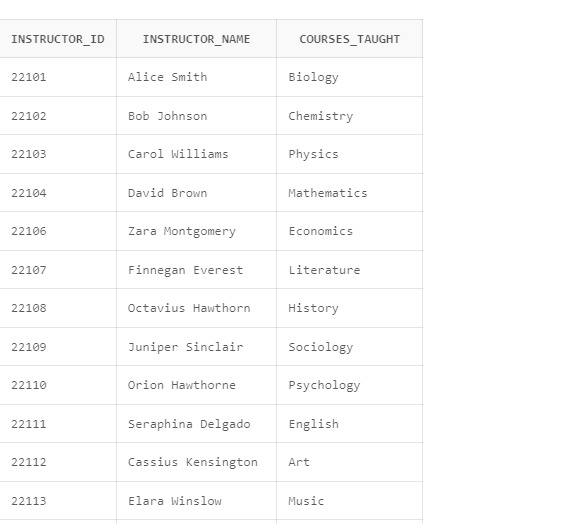 INSTRUCTOR_ID INSTRUCTOR_NAME COURSES_TAUGHT
22101 Alice Smith Biology
22102 Bob Johnson Chemistry
22103 Carol Williams Physics
22104 David Brown Mathematics
22106 Zara Montgomery Economics
22107 Finnegan Everest Literature
22108 Octavius Hawthorn History
22109 Juniper Sinclair Sociology
22110 Orion Hawthorne Psychology
22111 Seraphina Delgado English
22112 Cassius Kensington Art
22113 Elara Winslow Music